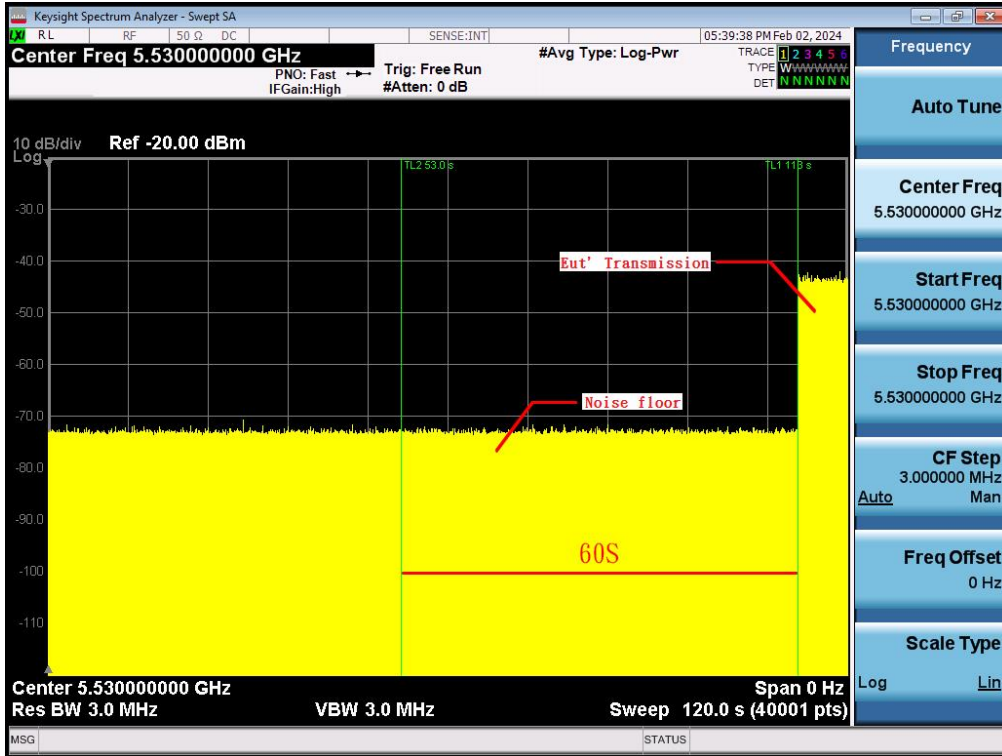 Keysight Spectrum Analyzer - Swept SA
LXI RL RF 50 Ω DC SENSE:INT 05:39:38 PM Feb 02, 2024
Center Freq 5.530000000 GHz
PNO: Fast
IFGain:High
Trig: Free Run
#Atten: 0 dB
#Avg Type: Log-Pwr
TRACE 1 2 3 4 5 6
TYPE WWWWWW
DET N N N N N N
10 dB/div Ref -20.00 dBm
Log
TL2 53.0 s
TL1 113 s
-30.0
-40.0
-50.0
-60.0
-70.0
-80.0
-90.0
-100
-110
Eut' Transmission
Noise floor
60S
Center 5.530000000 GHz
Span 0 Hz
Res BW 3.0 MHz
VBW 3.0 MHz
Sweep 120.0 s (40001 pts)
MSG
STATUS
Frequency
Auto Tune
Center Freq
5.530000000 GHz
Start Freq
5.530000000 GHz
Stop Freq
5.530000000 GHz
CF Step
3.000000 MHz
Auto Man
Freq Offset
0 Hz
Scale Type
Log Lin